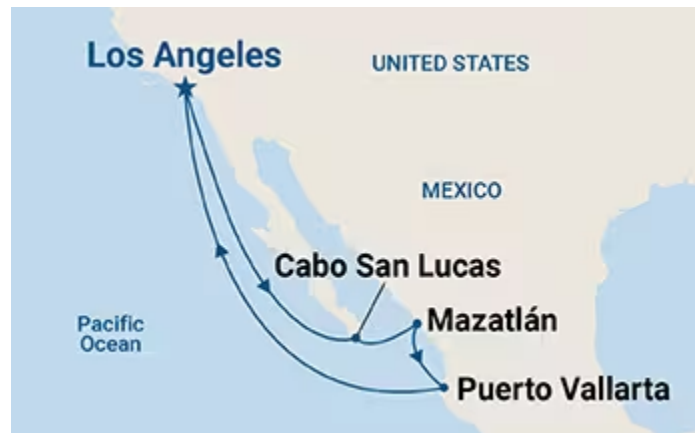 Los Angeles
UNITED STATES
MEXICO
Cabo San Lucas
Mazatlán
Pacific
Ocean
Puerto Vallarta